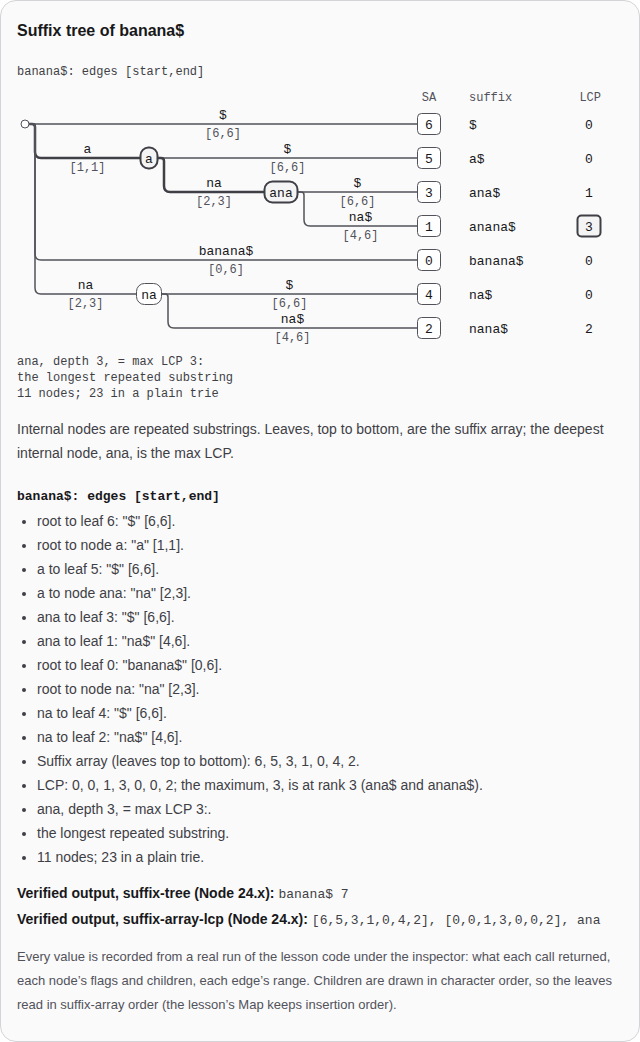 Suffix tree of banana$
banana$: edges [start,end]
SA suffix LCP
$
[6,6]
6 $ 0
a
[1,1]
a
$
[6,6]
5 a$ 0
na
[2,3]
ana
$
[6,6]
3 ana$ 1
na$
[4,6]
1 anana$ 3
banana$
[0,6]
0 banana$ 0
na
[2,3]
na
$
[6,6]
4 na$ 0
na$
[4,6]
2 nana$ 2
ana, depth 3, = max LCP 3:
the longest repeated substring
11 nodes; 23 in a plain trie
Internal nodes are repeated substrings. Leaves, top to bottom, are the suffix array; the deepest
internal node, ana, is the max LCP.
banana$: edges [start,end]
• root to leaf 6: "$" [6,6].
• root to node a: "a" [1,1].
• a to leaf 5: "$" [6,6].
• a to node ana: "na" [2,3].
• ana to leaf 3: "$" [6,6].
• ana to leaf 1: "na$" [4,6].
• root to leaf 0: "banana$" [0,6].
• root to node na: "na" [2,3].
• na to leaf 4: "$" [6,6].
• na to leaf 2: "na$" [4,6].
• Suffix array (leaves top to bottom): 6, 5, 3, 1, 0, 4, 2.
• LCP: 0, 0, 1, 3, 0, 0, 2; the maximum, 3, is at rank 3 (ana$ and anana$).
• ana, depth 3, = max LCP 3:.
• the longest repeated substring.
• 11 nodes; 23 in a plain trie.
Verified output, suffix-tree (Node 24.x): banana$ 7
Verified output, suffix-array-lcp (Node 24.x): [6,5,3,1,0,4,2], [0,0,1,3,0,0,2], ana
Every value is recorded from a real run of the lesson code under the inspector: what each call returned,
each node’s flags and children, each edge’s range. Children are drawn in character order, so the leaves
read in suffix-array order (the lesson’s Map keeps insertion order).